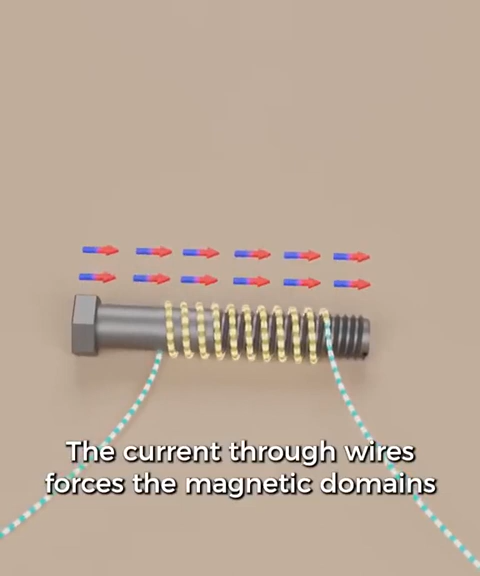 The current through wires
forces the magnetic domains